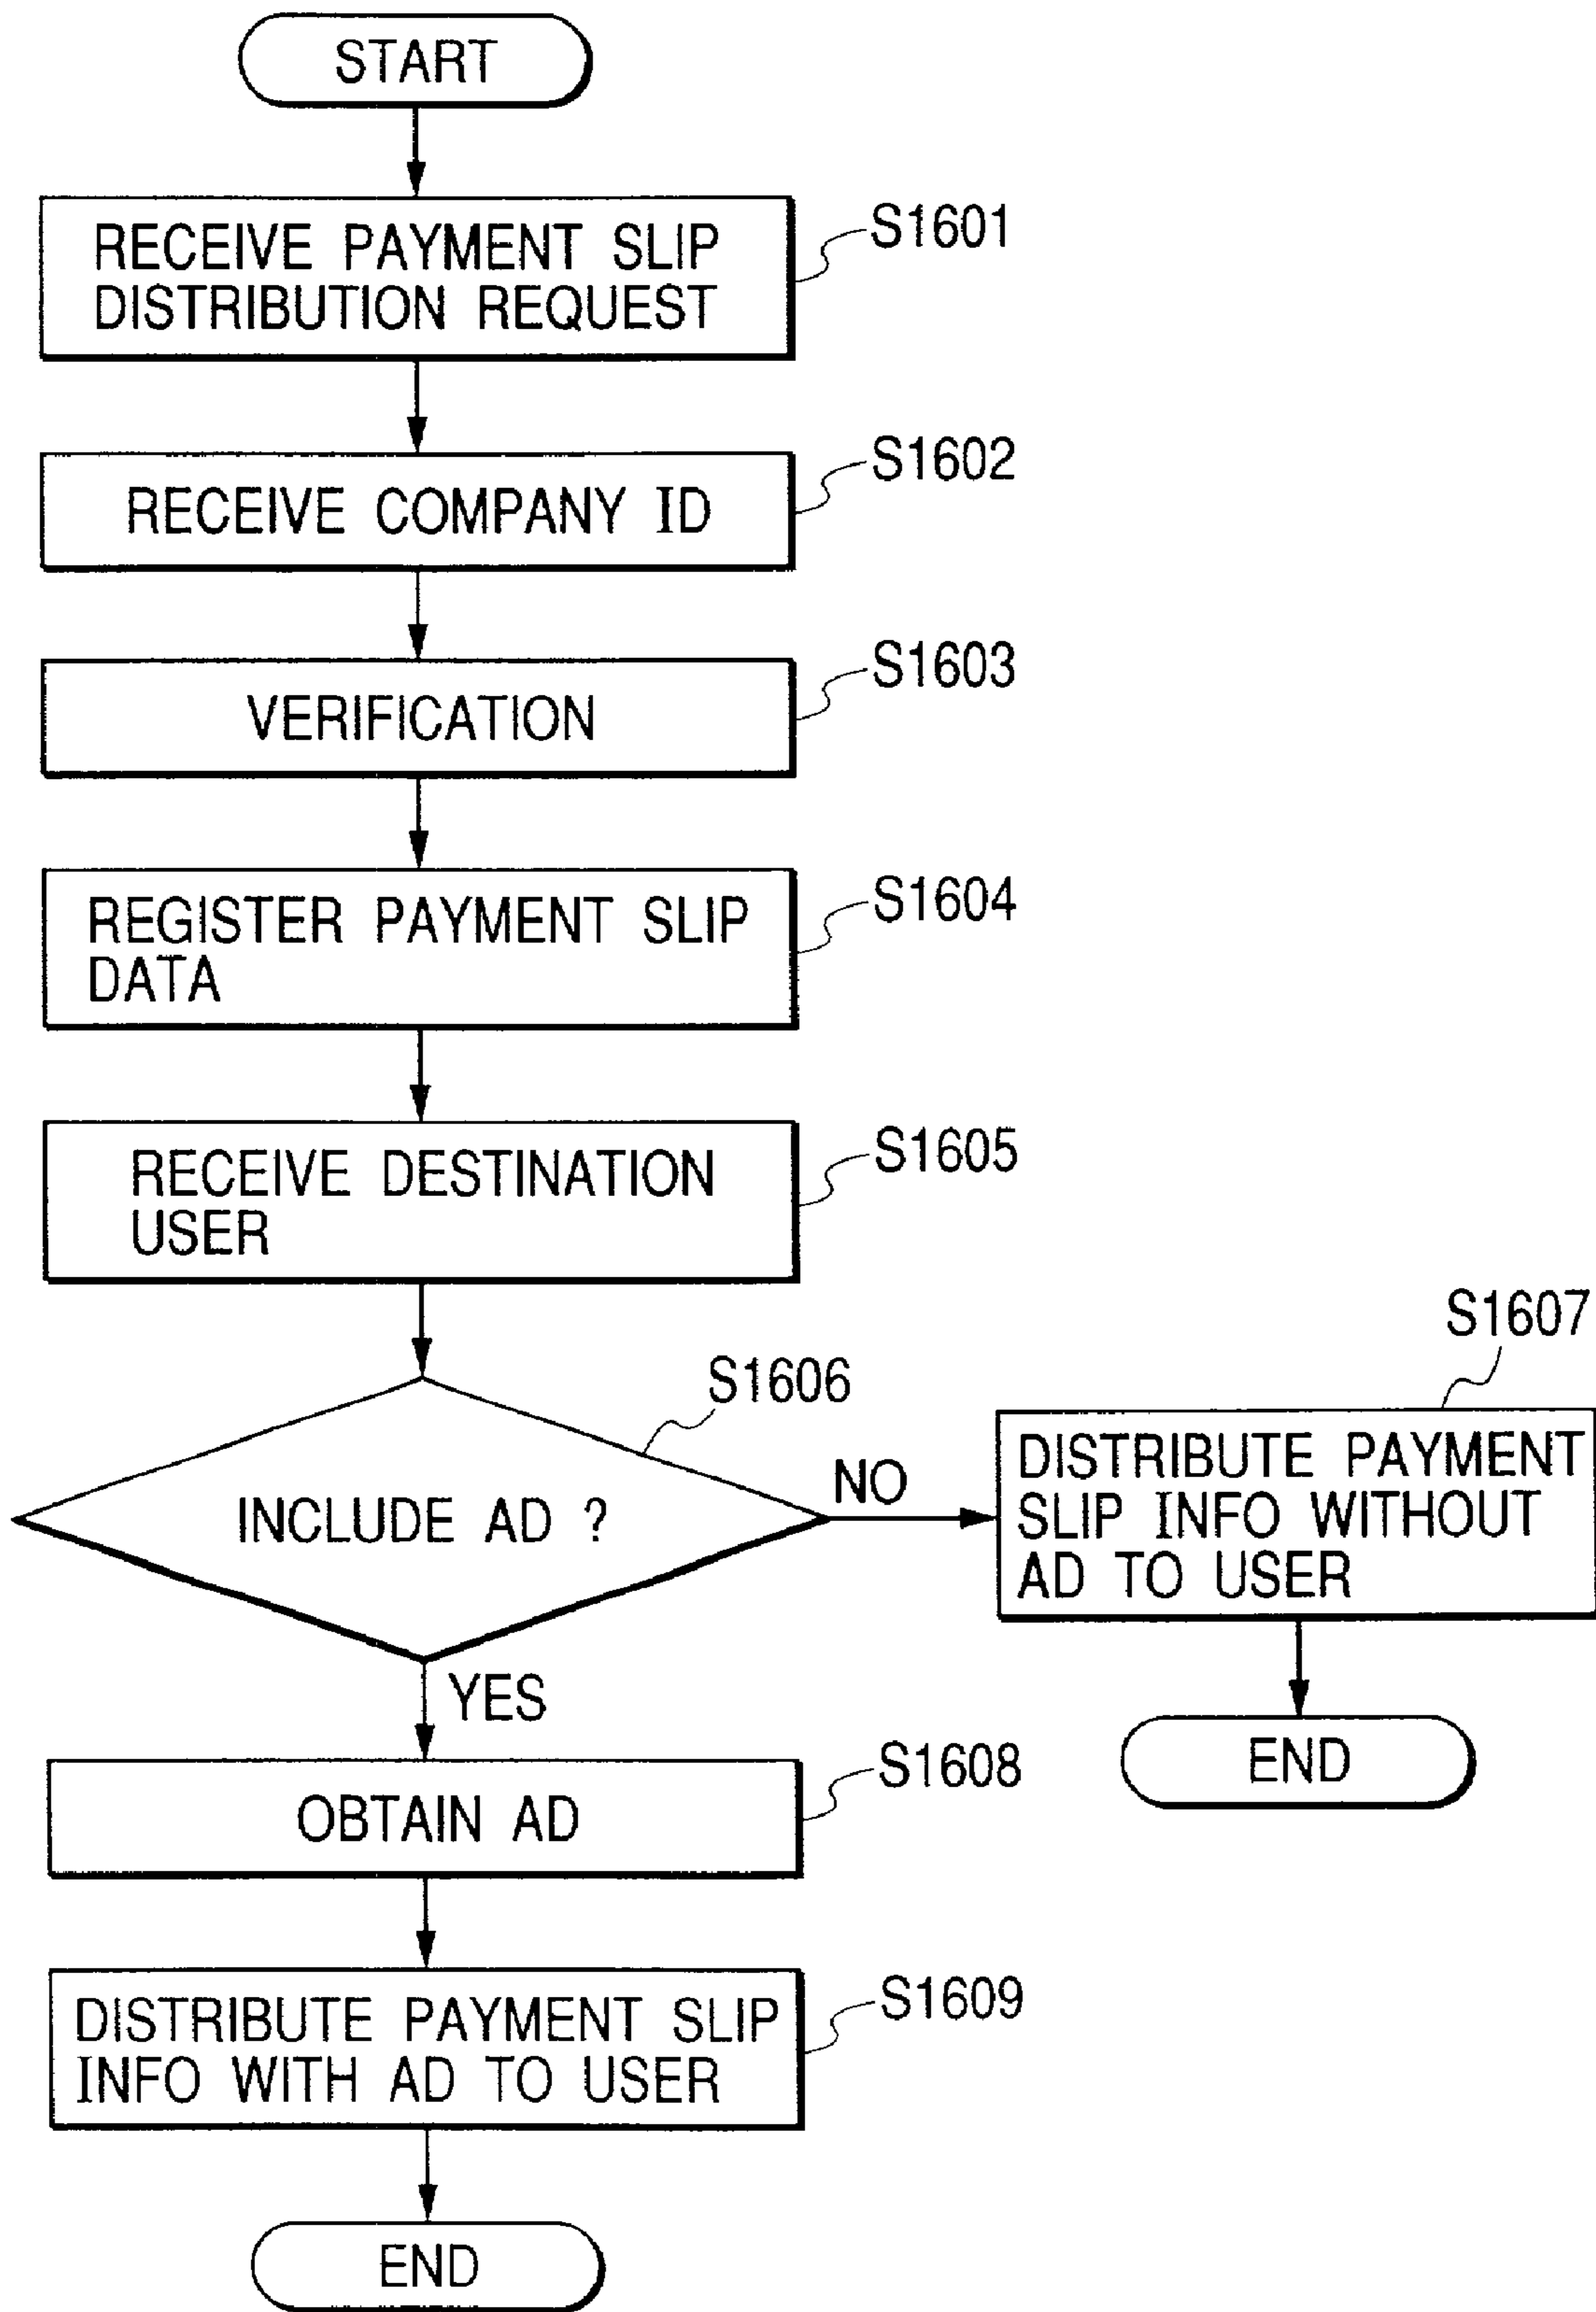 START
RECEIVE PAYMENT SLIP
DISTRIBUTION REQUEST
S1601
RECEIVE COMPANY ID
S1602
VERIFICATION
S1603
REGISTER PAYMENT SLIP
DATA
S1604
RECEIVE DESTINATION
USER
S1605
INCLUDE AD ?
S1606
NO
DISTRIBUTE PAYMENT
SLIP INFO WITHOUT
AD TO USER
S1607
END
YES
OBTAIN AD
S1608
DISTRIBUTE PAYMENT SLIP
INFO WITH AD TO USER
S1609
END